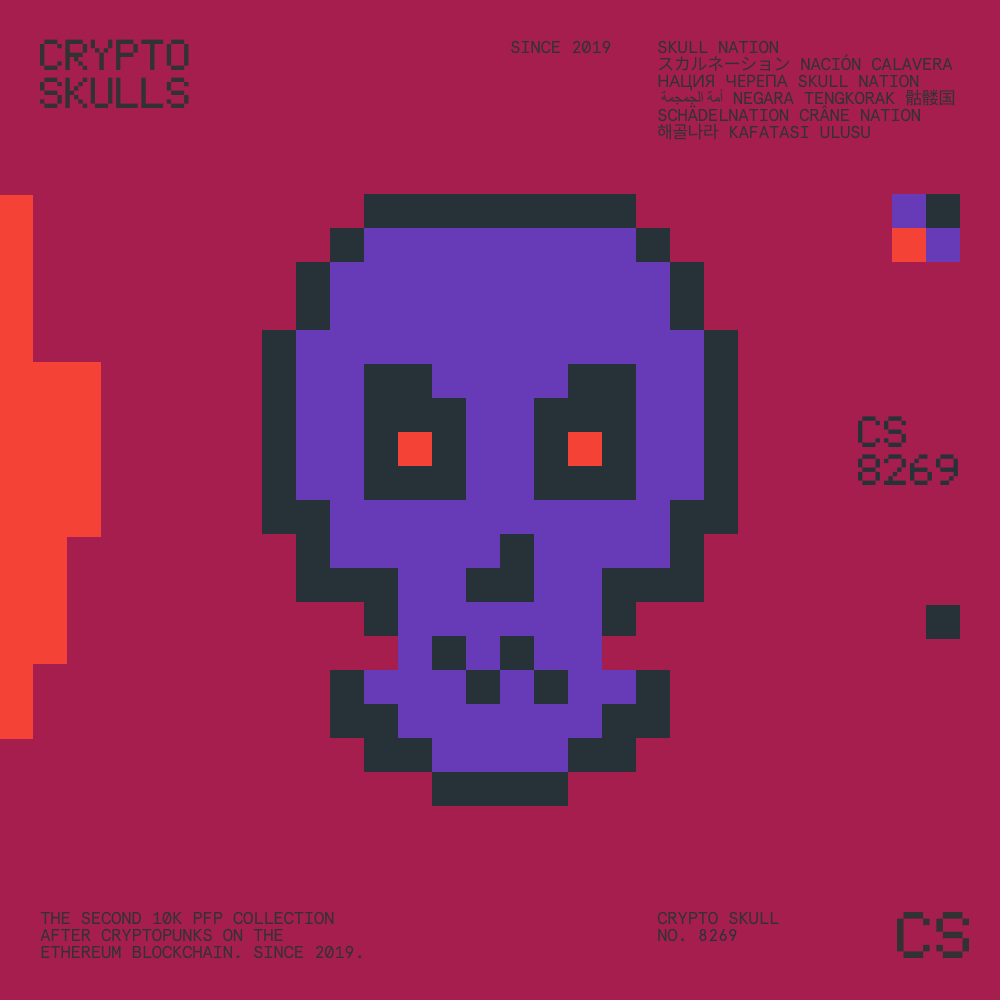 CRYPTO
SKULLS
SINCE 2019
SKULL NATION
スカルネーション NACIÓN CALAVERA
НАЦИЯ ЧЕРЕПА SKULL NATION
أمة الجمجمة NEGARA TENGKORAK 骷髅国
SCHÄDELNATION CRÂNE NATION
해골나라 KAFATASI ULUSU
CS
8269
THE SECOND 10K PFP COLLECTION
AFTER CRYPTOPUNKS ON THE
ETHEREUM BLOCKCHAIN. SINCE 2019.
CRYPTO SKULL
NO. 8269
CS